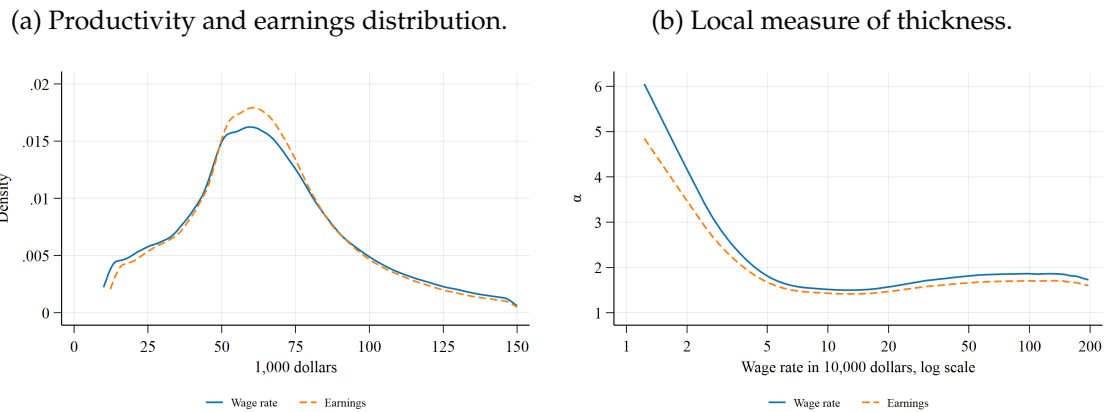 (a) Productivity and earnings distribution.
.02
.015
.01
.005
0
Density
0 25 50 75 100 125 150
1,000 dollars
Wage rate Earnings
(b) Local measure of thickness.
6
5
4
3
2
1
α
1 2 5 10 20 50 100 200
Wage rate in 10,000 dollars, log scale
Wage rate Earnings